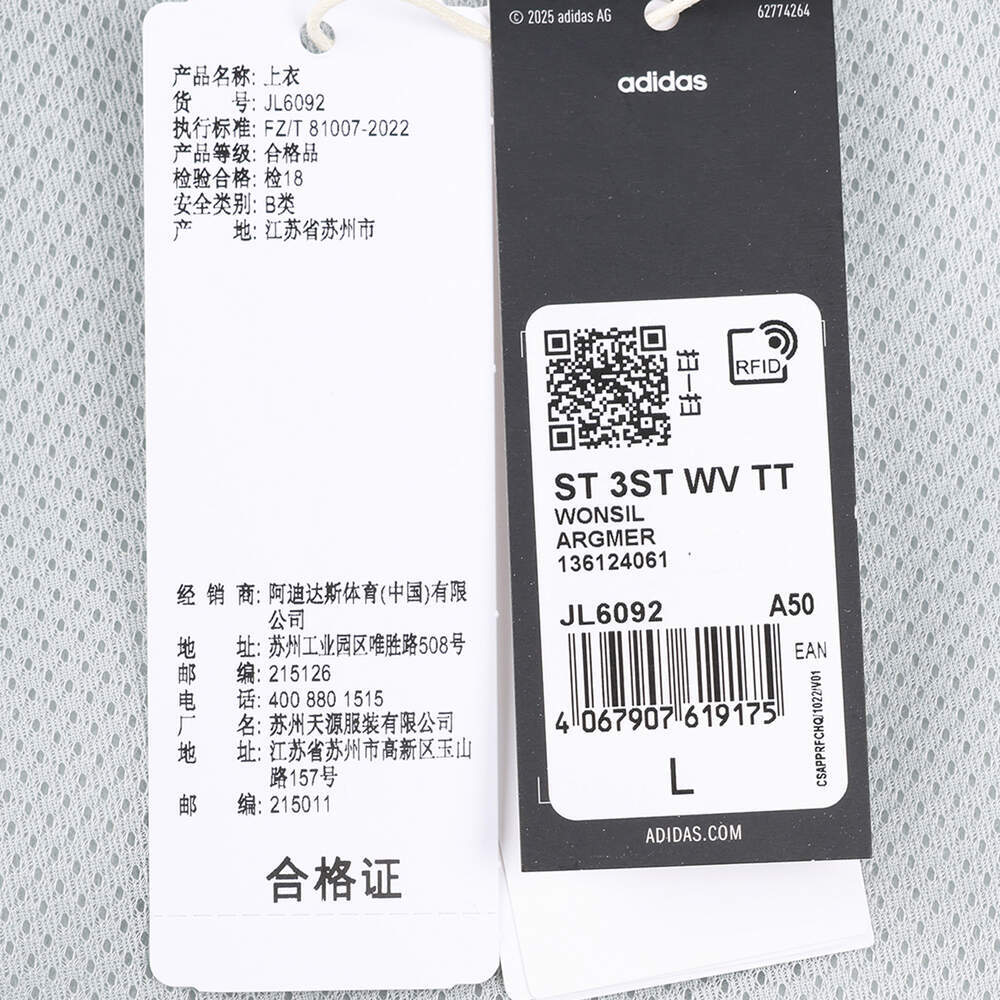 产品名称: 上衣
货 号: JL6092
执行标准: FZ/T 81007-2022
产品等级: 合格品
检验合格: 检18
安全类别: B类
产 地: 江苏省苏州市
经 销 商: 阿迪达斯体育(中国)有限
公司
地 址: 苏州工业园区唯胜路508号
邮 编: 215126
电 话: 400 880 1515
厂 名: 苏州天源服装有限公司
地 址: 江苏省苏州市高新区玉山
路157号
邮 编: 215011
合格证
© 2025 adidas AG
62774264
adidas
扫一扫
RFID
ST 3ST WV TT
WONSIL
ARGMER
136124061
JL6092 A50
EAN
4 067907 619175
CSAPPRFCHQ/1022/V01
L
ADIDAS.COM